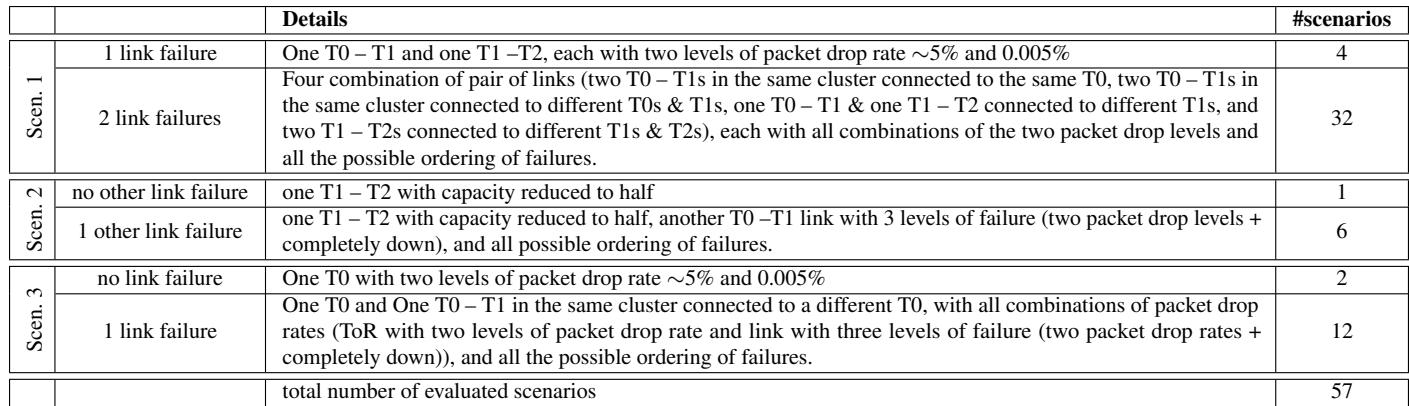 Details #scenarios
Scen. 1
1 link failure One T0 – T1 and one T1 –T2, each with two levels of packet drop rate ∼5% and 0.005% 4
Four combination of pair of links (two T0 – T1s in the same cluster connected to the same T0, two T0 – T1s in
the same cluster connected to different T0s & T1s, one T0 – T1 & one T1 – T2 connected to different T1s, and
2 link failures two T1 – T2s connected to different T1s & T2s), each with all combinations of the two packet drop levels and 32
all the possible ordering of failures.
Scen. 2
no other link failure one T1 – T2 with capacity reduced to half 1
1 other link failure one T1 – T2 with capacity reduced to half, another T0 –T1 link with 3 levels of failure (two packet drop levels + 6
completely down), and all possible ordering of failures.
Scen. 3
no link failure One T0 with two levels of packet drop rate ∼5% and 0.005% 2
One T0 and One T0 – T1 in the same cluster connected to a different T0, with all combinations of packet drop
1 link failure rates (ToR with two levels of packet drop rate and link with three levels of failure (two packet drop rates + 12
completely down)), and all the possible ordering of failures.
total number of evaluated scenarios 57